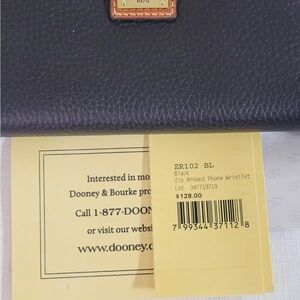 1975
Interested in mo
Dooney & Bourke pro
Call 1-877-DOON
or visit our websi
www.dooney.c
ZR102 BL
Black
Zip Around Phone Wristlet
Lot 347719719
$128.00
7 99344 37112 8